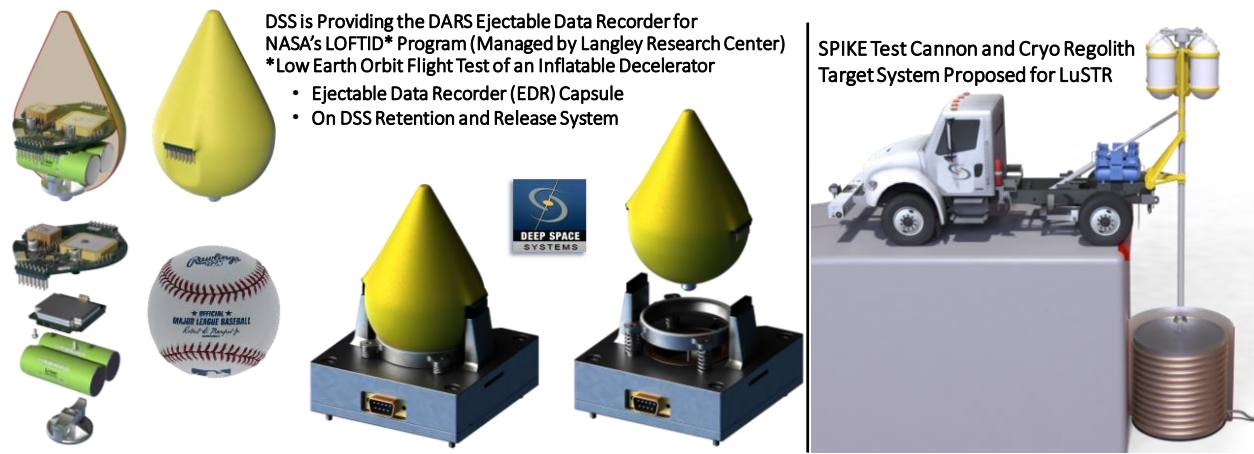 DSS is Providing the DARS Ejectable Data Recorder for
NASA's LOFTID* Program (Managed by Langley Research Center)
*Low Earth Orbit Flight Test of an Inflatable Decelerator
• Ejectable Data Recorder (EDR) Capsule
• On DSS Retention and Release System
SPIKE Test Cannon and Cryo Regolith
Target System Proposed for LuSTR
DEEP SPACE
SYSTEMS
Rawlings
OFFICIAL
MAJOR LEAGUE BASEBALL